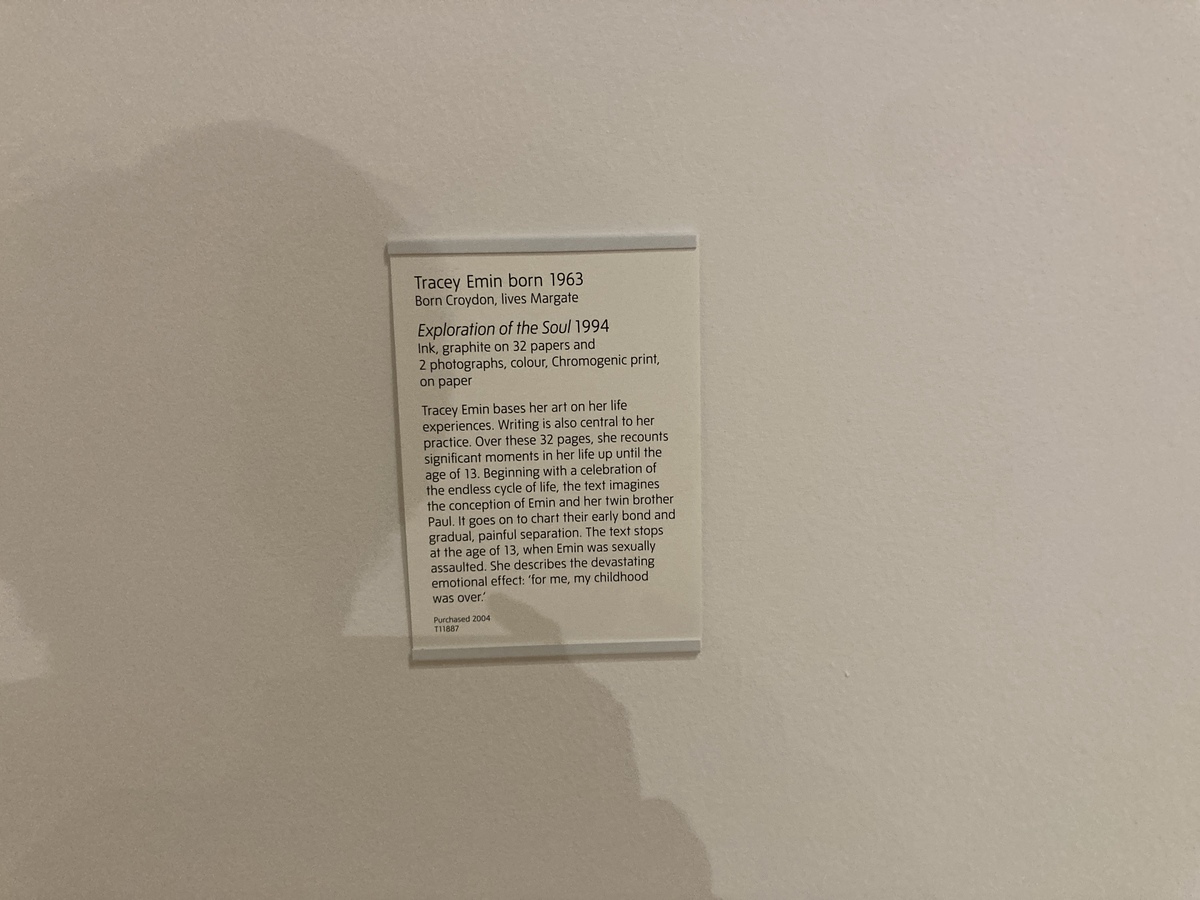 Tracey Emin born 1963
Born Croydon, lives Margate
Exploration of the Soul 1994
Ink, graphite on 32 papers and
2 photographs, colour, Chromogenic print,
on paper
Tracey Emin bases her art on her life
experiences. Writing is also central to her
practice. Over these 32 pages, she recounts
significant moments in her life up until the
age of 13. Beginning with a celebration of
the endless cycle of life, the text imagines
the conception of Emin and her twin brother
Paul. It goes on to chart their early bond and
gradual, painful separation. The text stops
at the age of 13, when Emin was sexually
assaulted. She describes the devastating
emotional effect: ‘for me, my childhood
was over.’
Purchased 2004
T11887